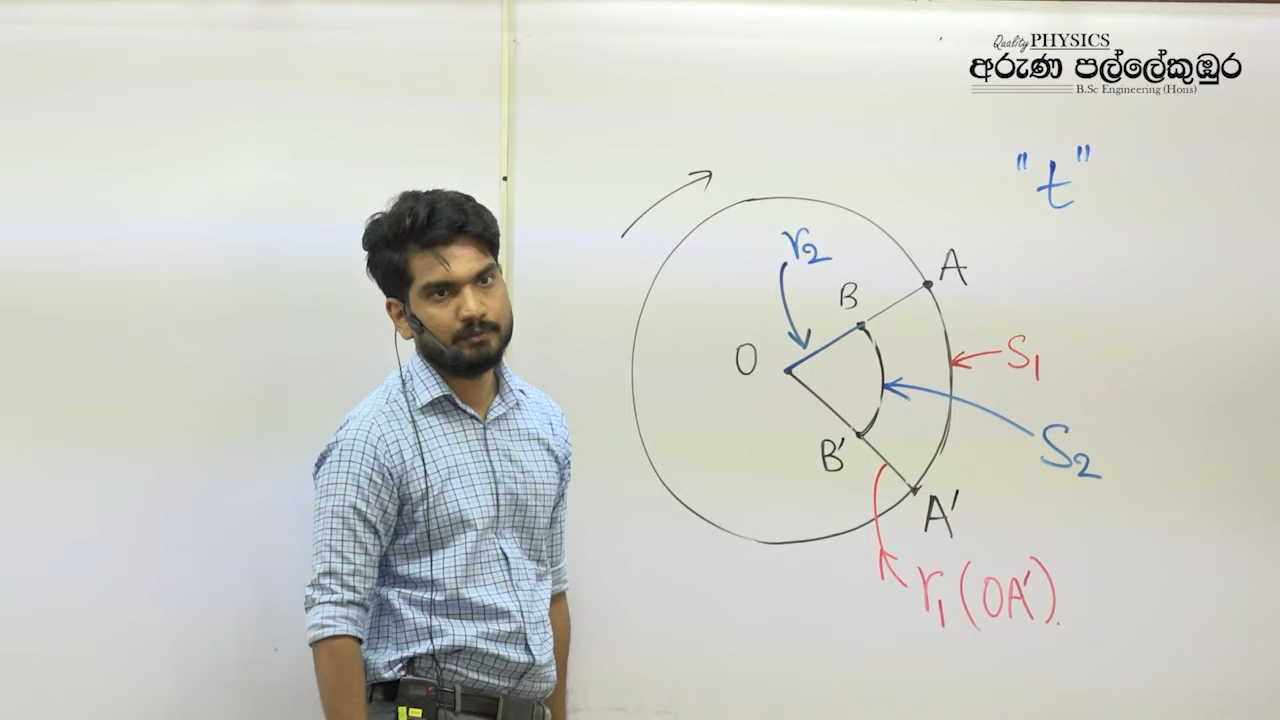 Quality PHYSICS
අරුණ පල්ලේකුඹුර
B.Sc Engineering (Hons)
"t"
r₂
A
B
O
S₁
B'
S₂
A'
r₁ (OA').